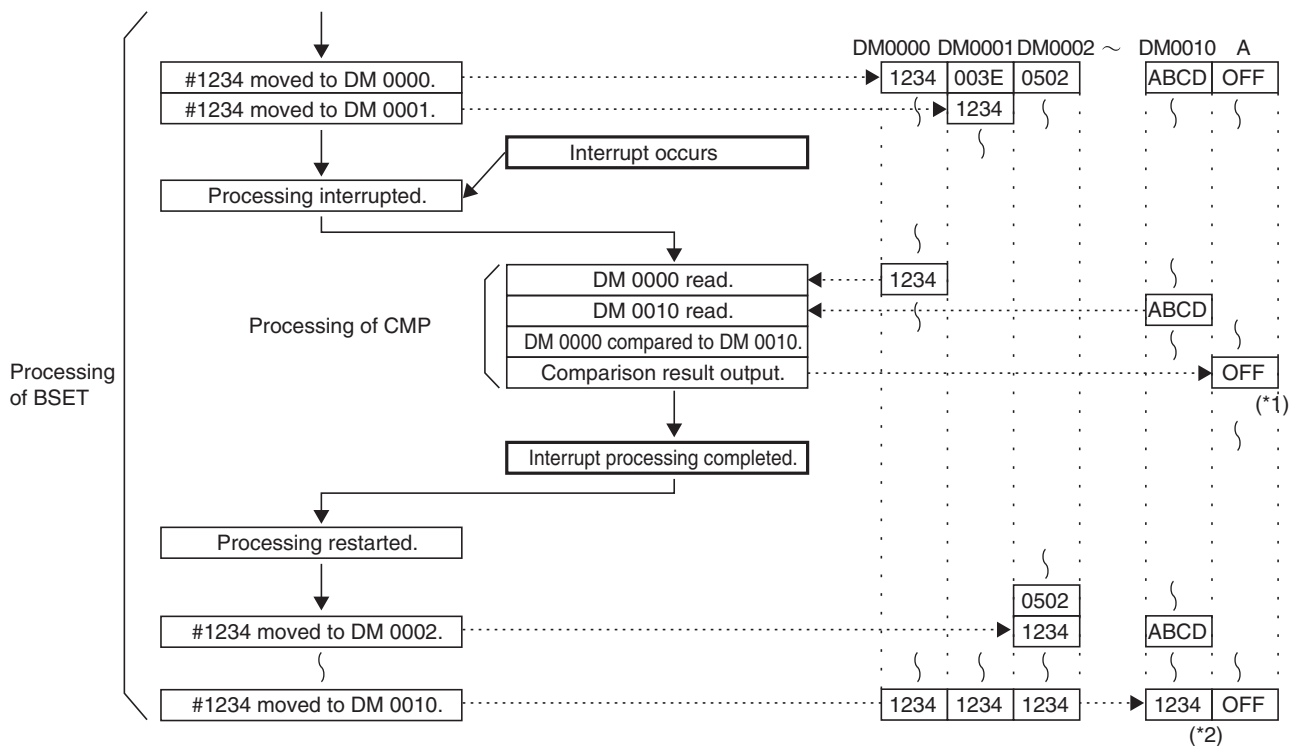 DM0000 DM0001 DM0002 ~ DM0010 A
#1234 moved to DM 0000. 1234 003E 0502 ABCD OFF
#1234 moved to DM 0001. 1234
Interrupt occurs
Processing interrupted.
DM 0000 read. 1234
DM 0010 read. ABCD
Processing of CMP
DM 0000 compared to DM 0010.
Comparison result output. OFF
(*1)
Processing
of BSET
Interrupt processing completed.
Processing restarted.
0502
#1234 moved to DM 0002. 1234 ABCD
#1234 moved to DM 0010. 1234 1234 1234 1234 OFF
(*2)